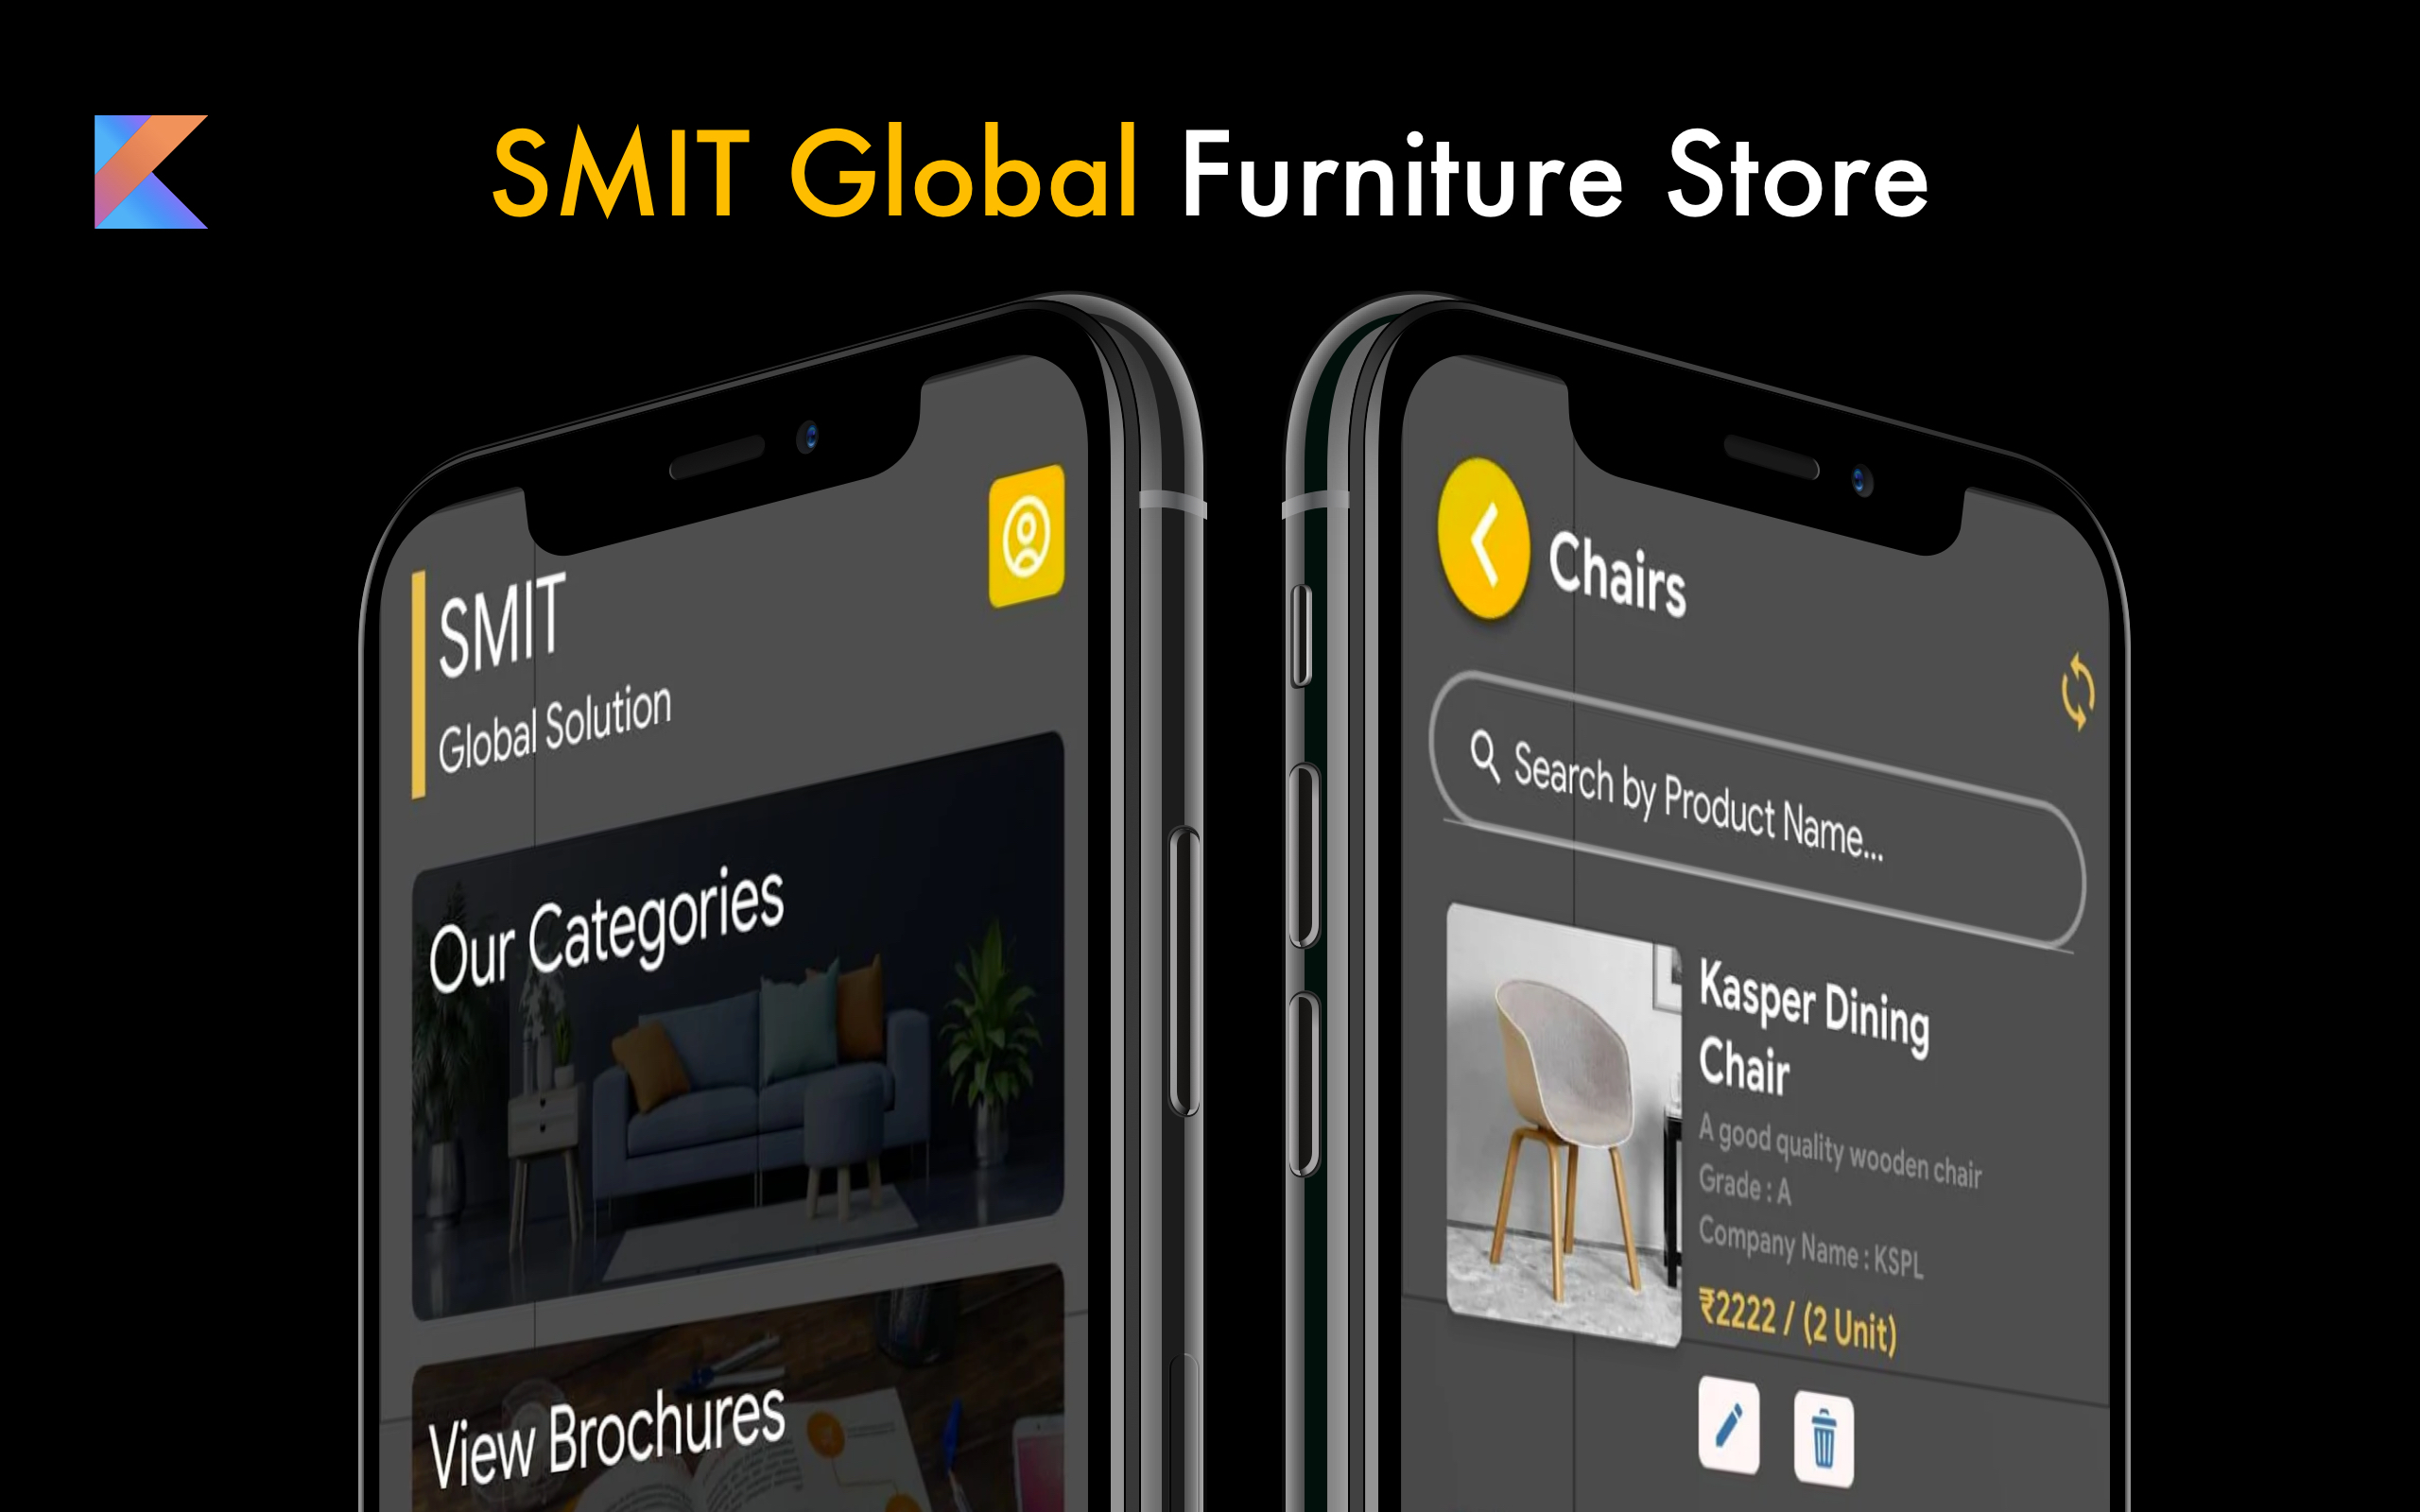 SMIT Global Furniture Store
SMIT
Global Solution
Our Categories
View Brochures
Chairs
Search by Product Name...
Kasper Dining
Chair
A good quality wooden chair
Grade : A
Company Name : KSPL
₹2222 / (2 Unit)